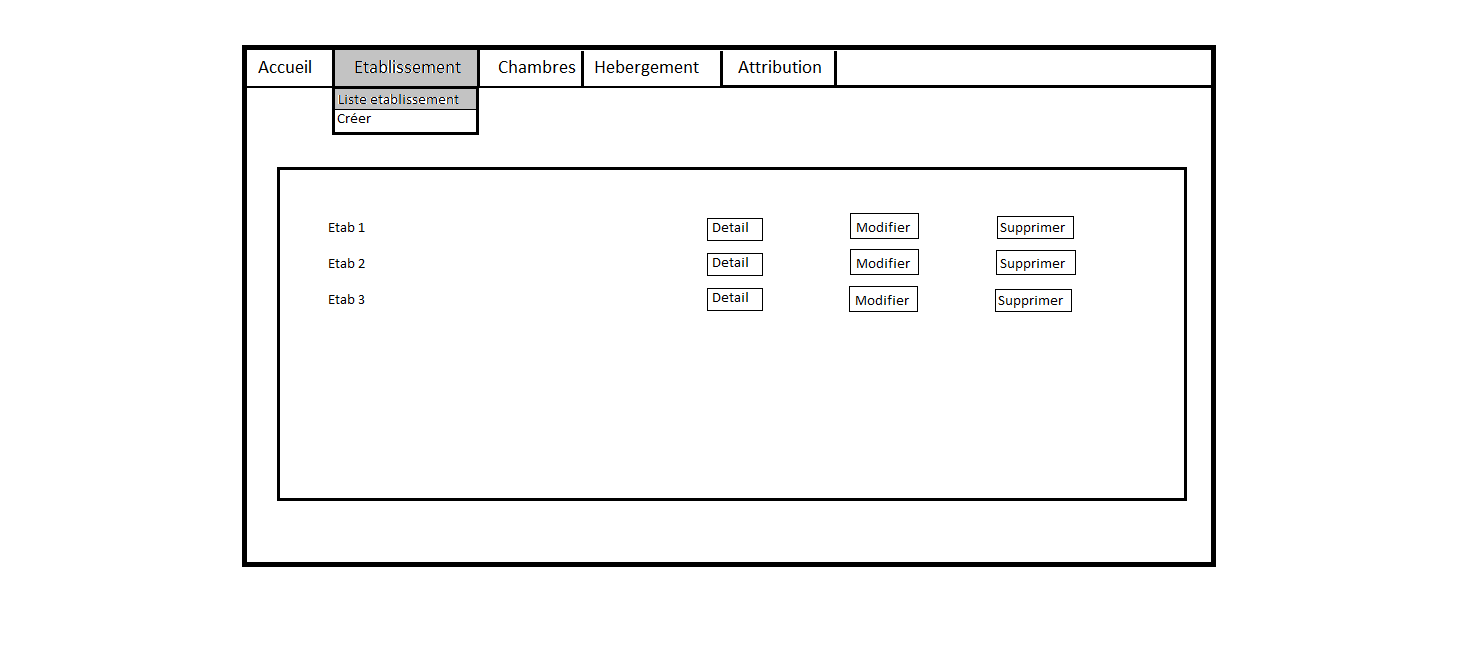 Accueil Etablissement Chambres Hebergement Attribution
Liste etablissement
Créer
Etab 1 Detail Modifier Supprimer
Etab 2 Detail Modifier Supprimer
Etab 3 Detail Modifier Supprimer